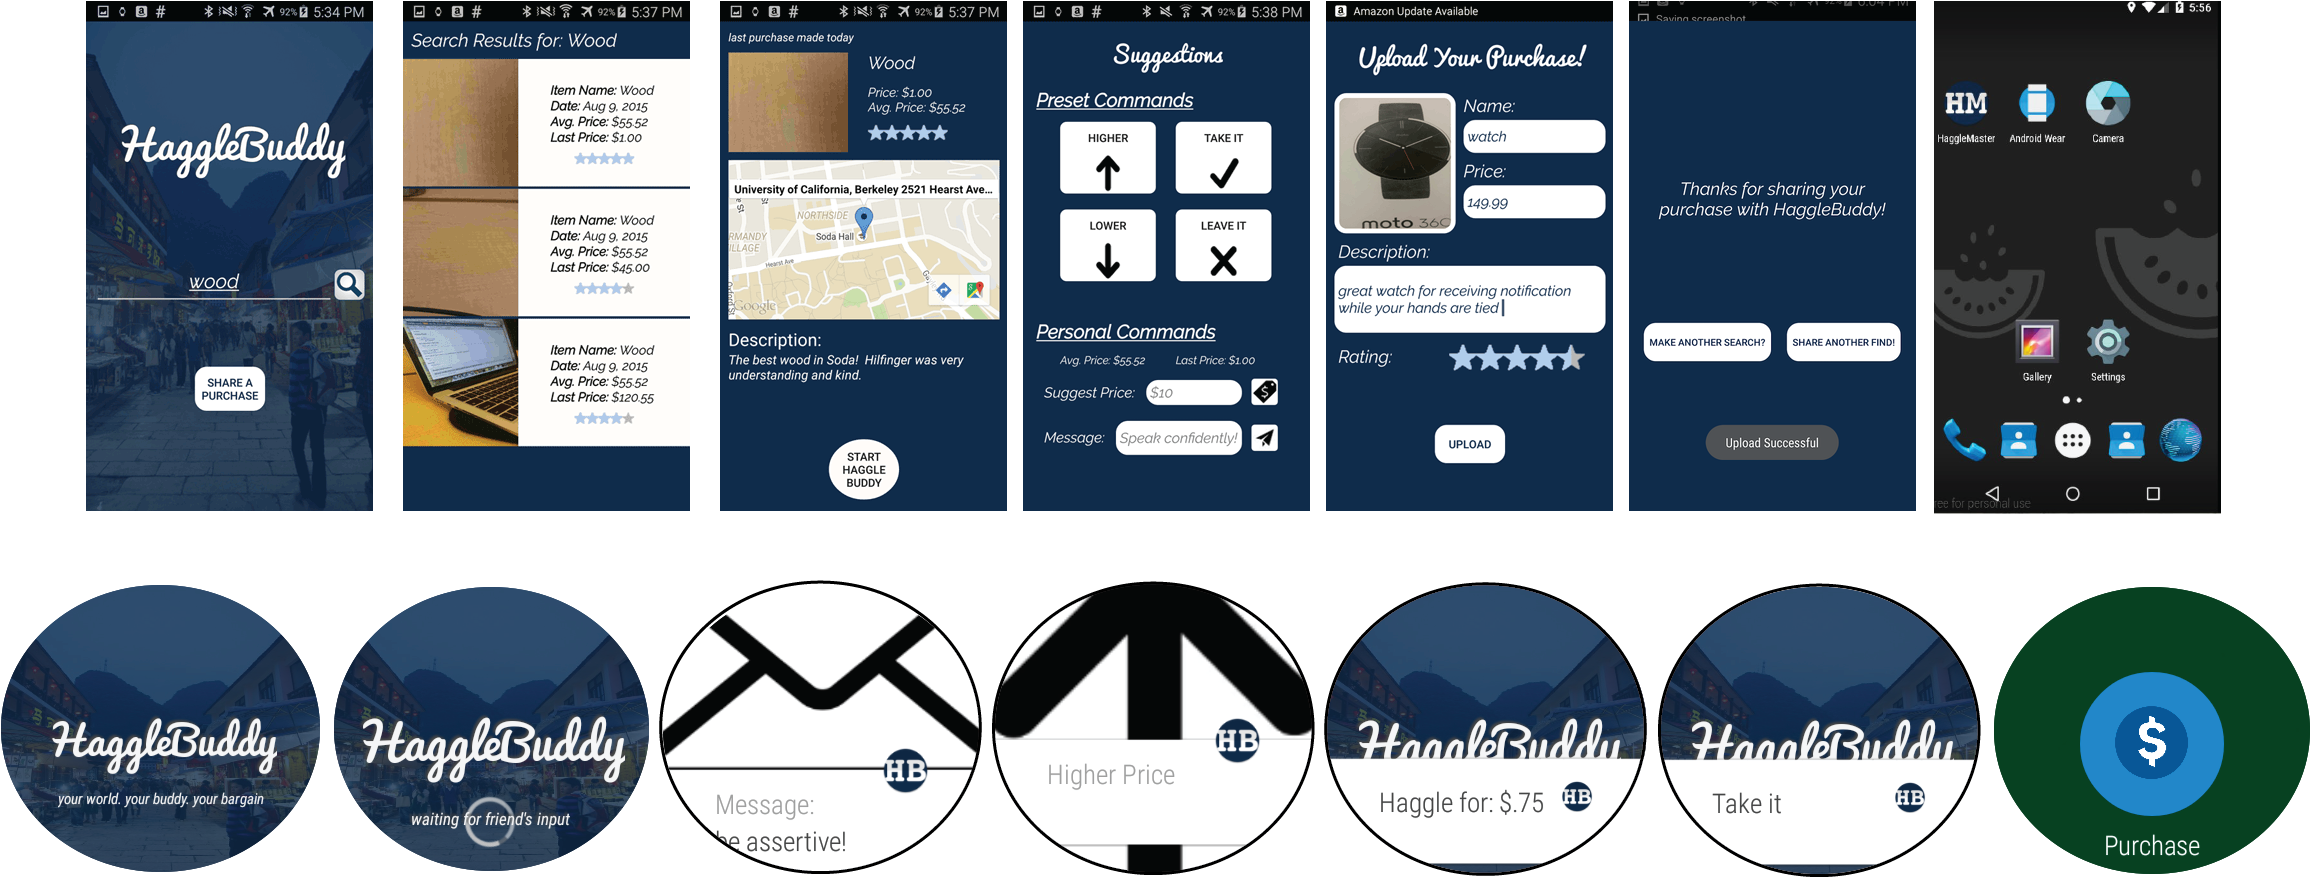 92% 5:34 PM
HaggleBuddy
wood
SHARE A
PURCHASE
92% 5:37 PM
Search Results for: Wood
Item Name: Wood
Date: Aug 9, 2015
Avg. Price: $55.52
Last Price: $1.00
Item Name: Wood
Date: Aug 9, 2015
Avg. Price: $55.52
Last Price: $45.00
Item Name: Wood
Date: Aug 9, 2015
Avg. Price: $55.52
Last Price: $120.55
92% 5:37 PM
last purchase made today
Wood
Price: $1.00
Avg. Price: $55.52
University of California, Berkeley 2521 Hearst Ave...
NORTHSIDE
Soda Hall
Hearst Ave
Google
Description:
The best wood in Soda! Hilfinger was very
understanding and kind.
START
HAGGLE
BUDDY
92% 5:38 PM
Suggestions
Preset Commands
HIGHER
TAKE IT
LOWER
LEAVE IT
Personal Commands
Avg. Price: $55.52 Last Price: $1.00
Suggest Price: $10
Message: Speak confidently!
Amazon Update Available
Upload Your Purchase!
Name:
watch
Price:
149.99
moto 360
Description:
great watch for receiving notification
while your hands are tied
Rating:
UPLOAD
Saving screenshot
Thanks for sharing your
purchase with HaggleBuddy!
MAKE ANOTHER SEARCH?
SHARE ANOTHER FIND!
Upload Successful
5:56
HM
HaggleMaster
Android Wear
Camera
Gallery
Settings
free for personal use
HaggleBuddy
your world. your buddy. your bargain
HaggleBuddy
waiting for friend's input
HB
Message:
be assertive!
HB
Higher Price
HaggleBuddy
Haggle for: $.75
HB
HaggleBuddy
Take it
HB
$
Purchase